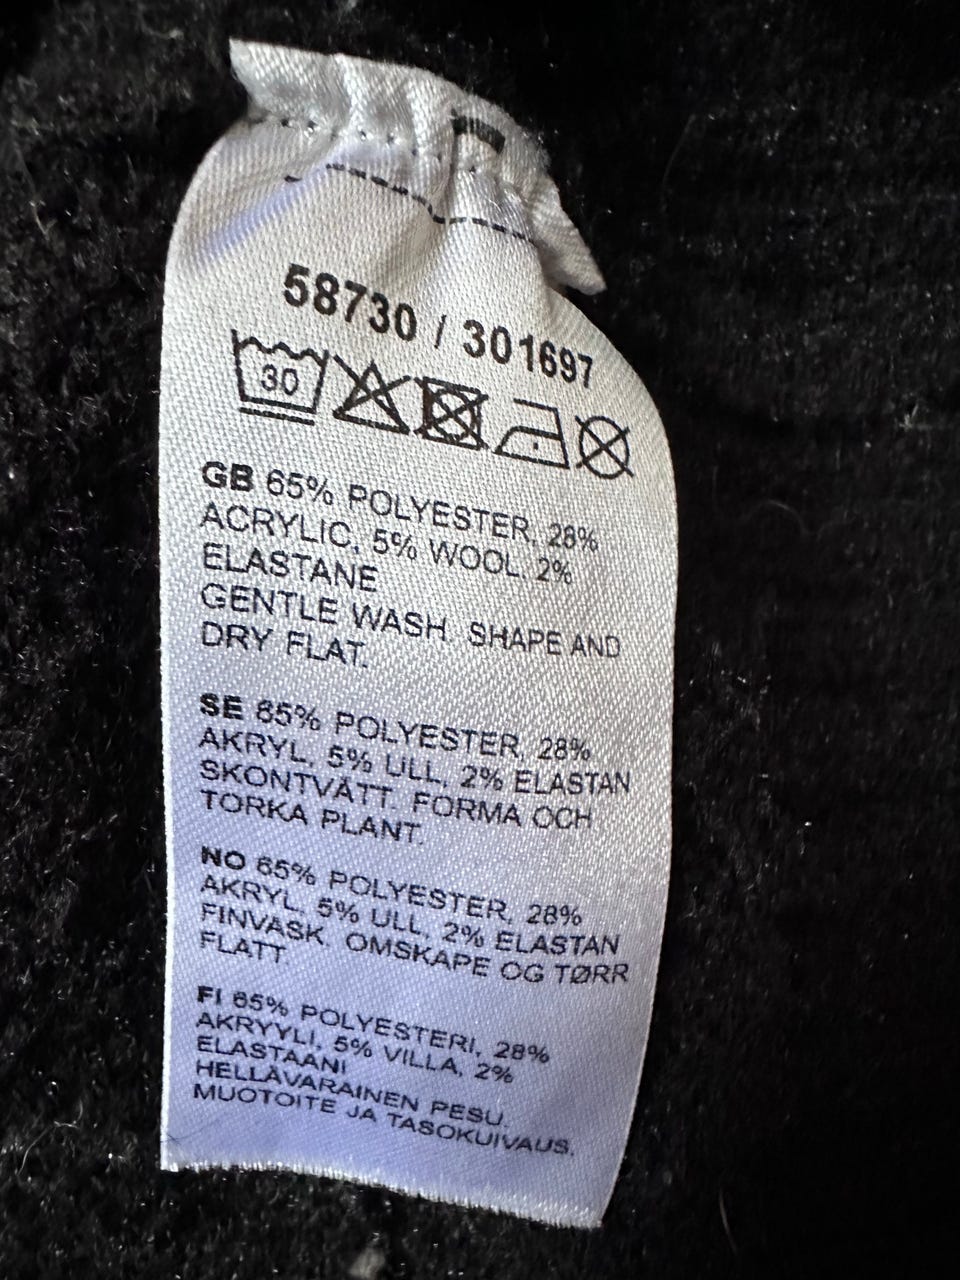 58730 / 301697
30
GB 65% POLYESTER, 28%
ACRYLIC, 5% WOOL, 2%
ELASTANE
GENTLE WASH. SHAPE AND
DRY FLAT.
SE 65% POLYESTER, 28%
AKRYL, 5% ULL, 2% ELASTAN
SKONTVÄTT. FORMA OCH
TORKA PLANT.
NO 65% POLYESTER, 28%
AKRYL, 5% ULL, 2% ELASTAN
FINVASK. OMSKAPE OG TØRR
FLATT
FI 65% POLYESTERI, 28%
AKRYYLI, 5% VILLA, 2%
ELASTAANI
HELLÄVARAINEN PESU.
MUOTOITE JA TASOKUIVAUS.